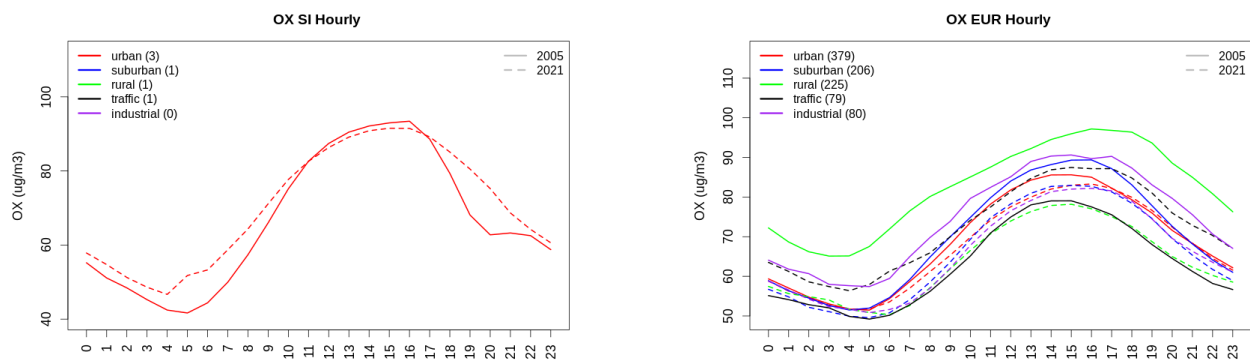 OX SI Hourly
urban (3)
suburban (1)
rural (1)
traffic (1)
industrial (0)
2005
2021
OX (ug/m3)
40
60
80
100
0 1 2 3 4 5 6 7 8 9 10 11 12 13 14 15 16 17 18 19 20 21 22 23
OX EUR Hourly
urban (379)
suburban (206)
rural (225)
traffic (79)
industrial (80)
2005
2021
OX (ug/m3)
50
60
70
80
90
100
110
0 1 2 3 4 5 6 7 8 9 10 11 12 13 14 15 16 17 18 19 20 21 22 23